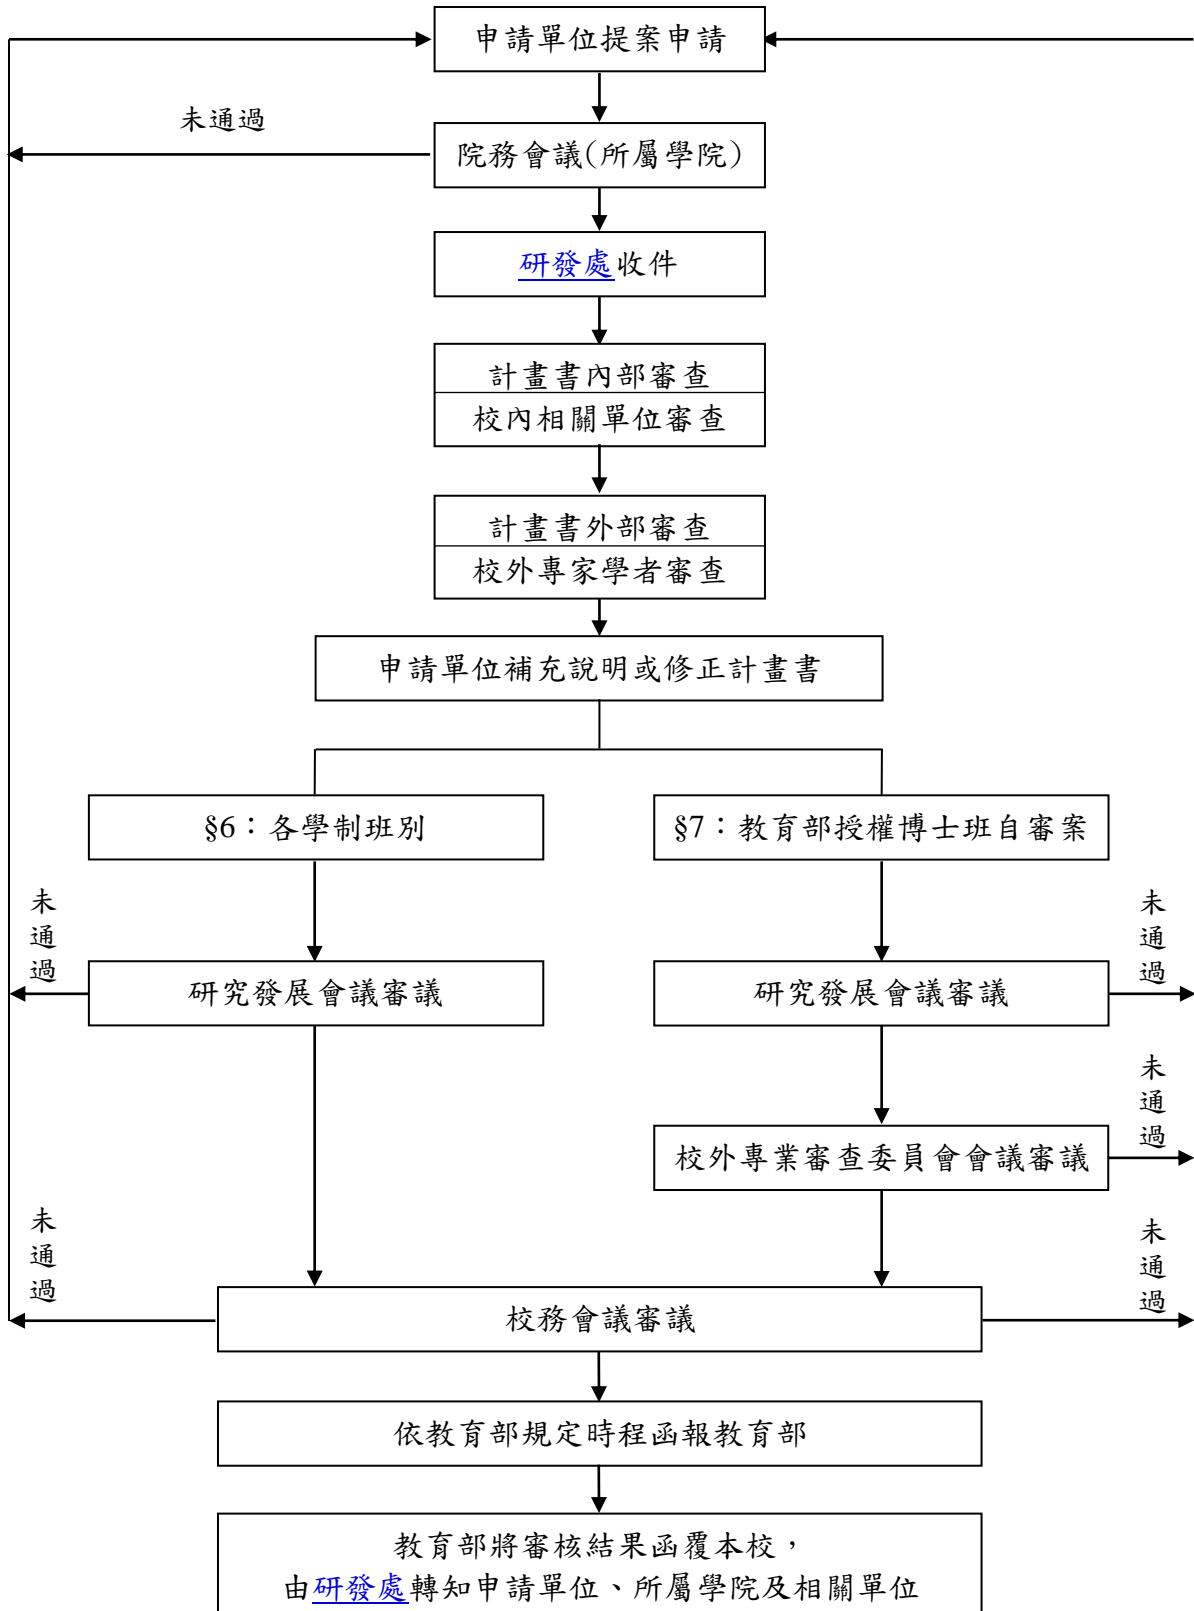 申請單位提案申請
未通過
院務會議(所屬學院)
研發處收件
計畫書內部審查
校內相關單位審查
計畫書外部審查
校外專家學者審查
申請單位補充說明或修正計畫書
§6：各學制班別
§7：教育部授權博士班自審案
未通過
未通過
研究發展會議審議
研究發展會議審議
未通過
校外專業審查委員會會議審議
未通過
未通過
校務會議審議
依教育部規定時程函報教育部
教育部將審核結果函覆本校，
由研發處轉知申請單位、所屬學院及相關單位